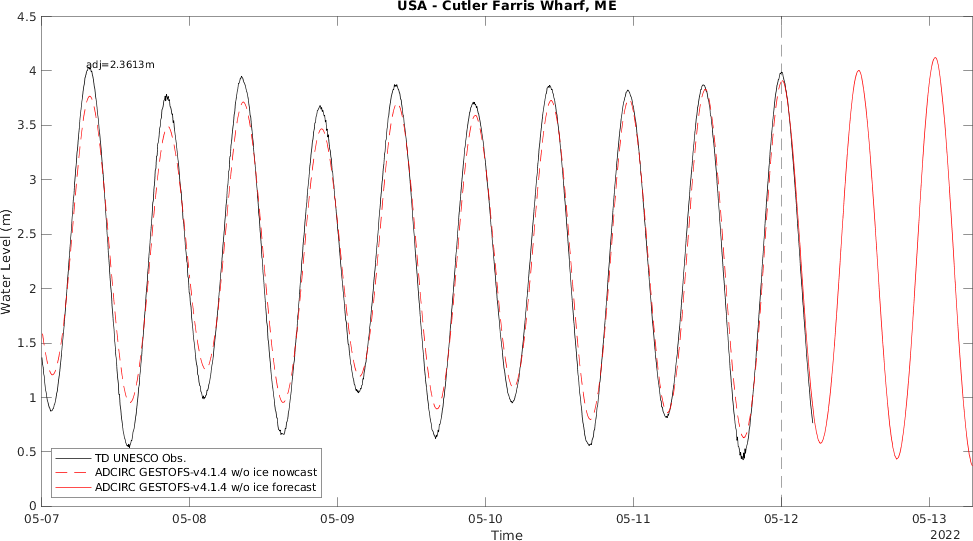 USA - Cutler Farris Wharf, ME
4.5
adj=2.3613m
4
3.5
3
2.5
2
1.5
1
0.5
0
Water Level (m)
TD UNESCO Obs.
ADCIRC GESTOFS-v4.1.4 w/o ice nowcast
ADCIRC GESTOFS-v4.1.4 w/o ice forecast
05-07 05-08 05-09 05-10 05-11 05-12 05-13
Time
2022